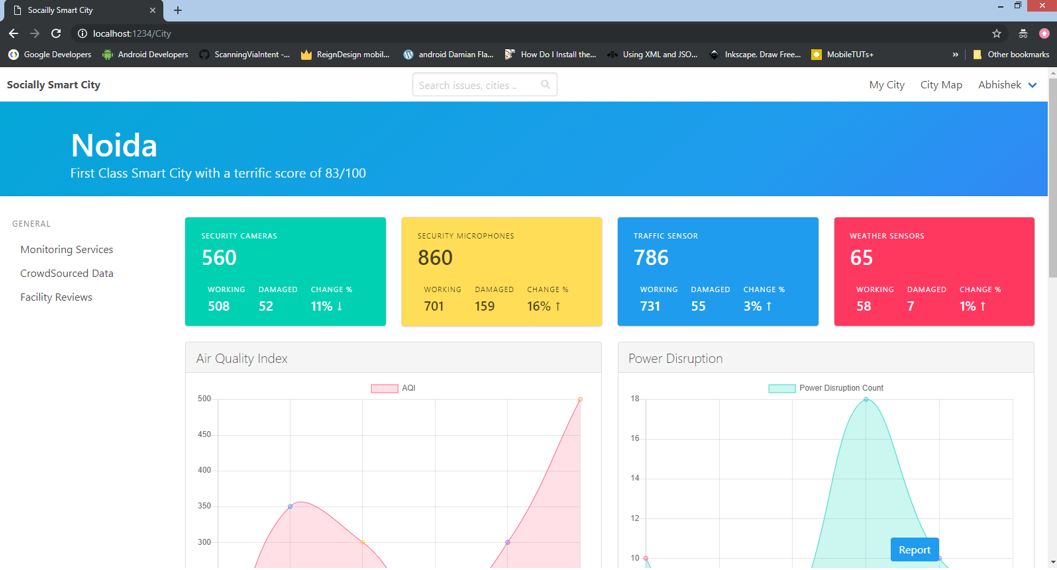 Socailly Smart City
localhost:1234/City
Google Developers Android Developers ScanningViaIntent -... ReignDesign mobil... android Damian Fla... How Do I Install the... Using XML and JSO... Inkscape. Draw Free... MobileTUTs+ » Other bookmarks
Socially Smart City Search issues, cities .. My City City Map Abhishek
Noida
First Class Smart City with a terrific score of 83/100
GENERAL
Monitoring Services
CrowdSourced Data
Facility Reviews
SECURITY CAMERAS
560
WORKING DAMAGED CHANGE %
508 52 11% ↓
SECURITY MICROPHONES
860
WORKING DAMAGED CHANGE %
701 159 16% ↑
TRAFFIC SENSOR
786
WORKING DAMAGED CHANGE %
731 55 3% ↑
WEATHER SENSORS
65
WORKING DAMAGED CHANGE %
58 7 1% ↑
Air Quality Index
AQI
500
450
400
350
300
Power Disruption
Power Disruption Count
18
16
14
12
10
Report